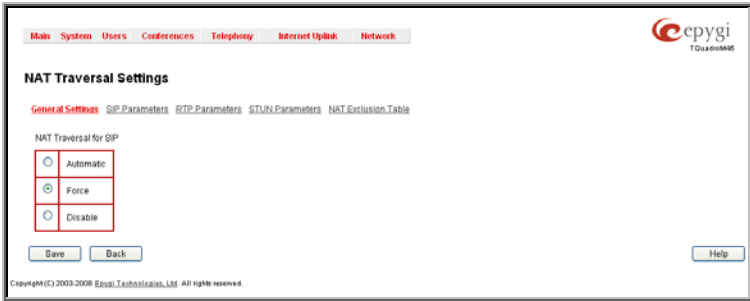 Main System Users Conferences Telephony Internet Uplink Network
epygi
NAT Traversal Settings
General Settings SIP Parameters RTP Parameters STUN Parameters NAT Exclusion Table
NAT Traversal for SIP
Automatic
Force
Disable
Save Back Help
Copyright (C) 2003-2008 Epygi Technologies, Ltd. All rights reserved.